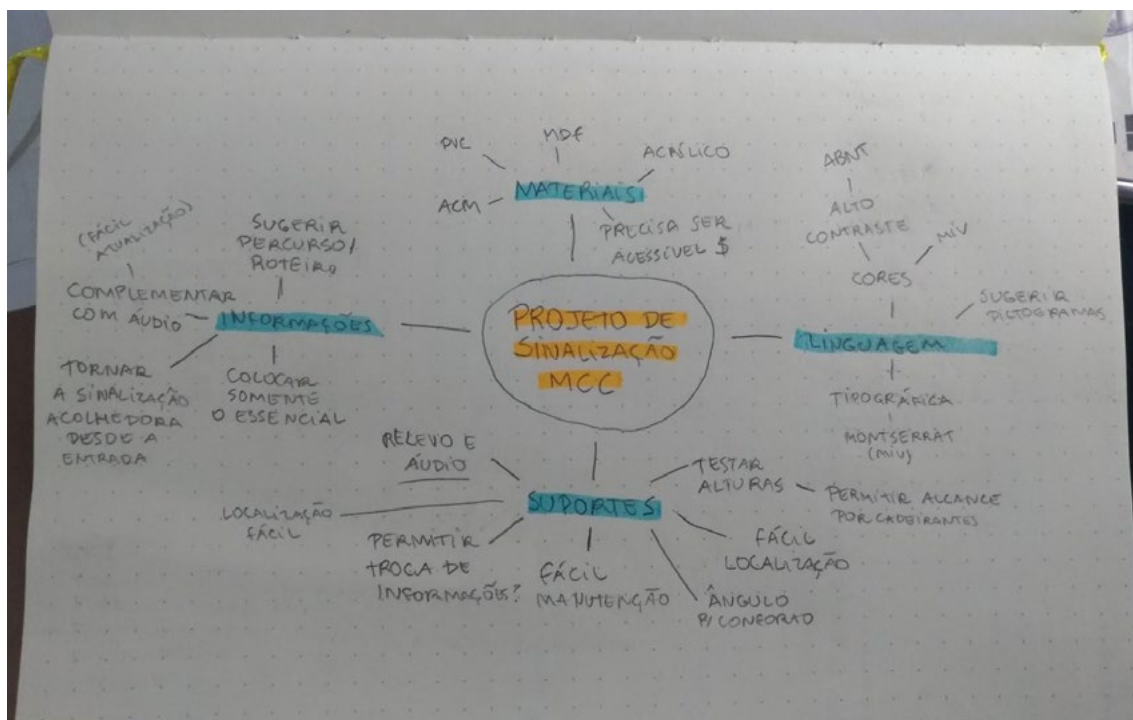 PROJETO DE
SINALIZAÇÃO
MCC
MATERIAIS
PVC
MDF
ACRÍLICO
ACM
PRECISA SER
ACESSÍVEL $
LINGUAGEM
CORES
ALTO
CONTRASTE
ABNT
MIV
SUGERIR
PICTOGRAMAS
TIPOGRÁFICA
MONTSERRAT
(MIV)
SUPORTES
RELEVO E
ÁUDIO
LOCALIZAÇÃO
FÁCIL
PERMITIR
TROCA DE
INFORMAÇÕES?
FÁCIL
MANUTENÇÃO
ÂNGULO
P/
FÁCIL
LOCALIZAÇÃO
TESTAR
ALTURAS
PERMITIR ALCANCE
POR CADEIRANTES
INFORMAÇÕES
SUGERIR
PERCURSO/
ROTEIRO
(FÁCIL
ATUALIZAÇÃO)
COMPLEMENTAR
COM ÁUDIO
TORNAR
A SINALIZAÇÃO
ACOLHEDORA
DESDE A
ENTRADA
COLOCAR
SOMENTE
O ESSENCIAL